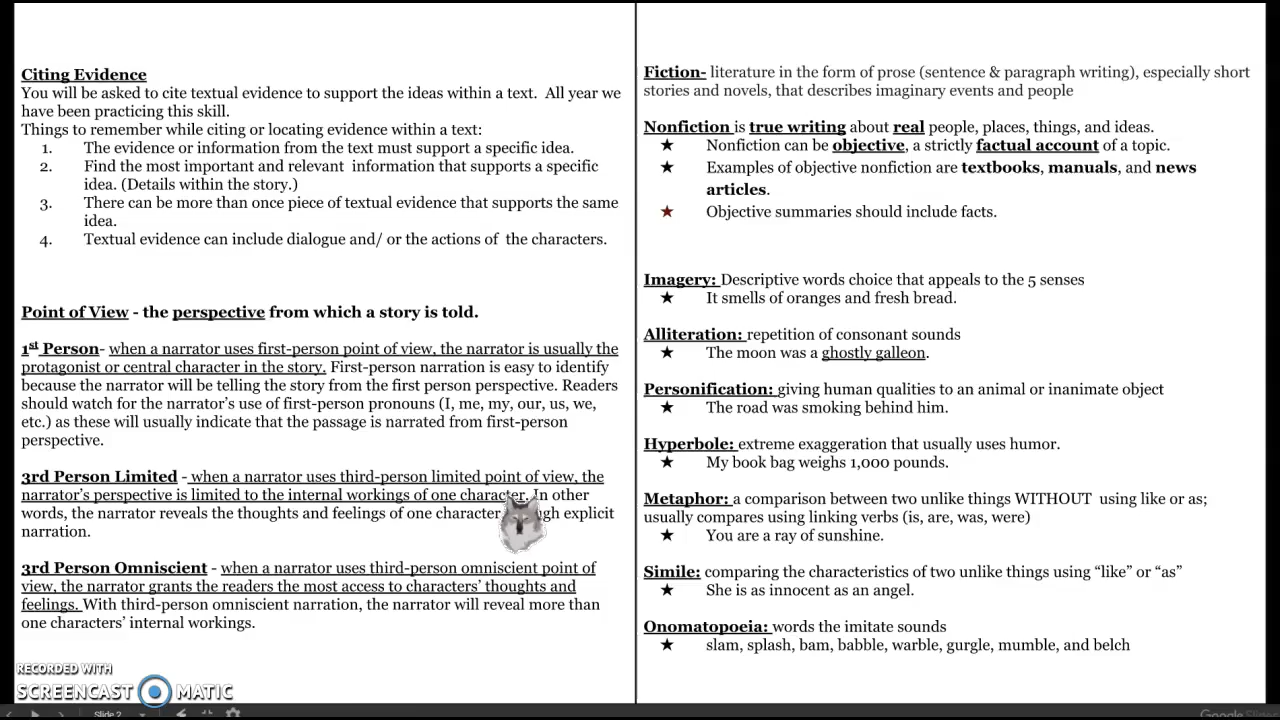 Citing Evidence
You will be asked to cite textual evidence to support the ideas within a text. All year we
have been practicing this skill.
Things to remember while citing or locating evidence within a text:
1. The evidence or information from the text must support a specific idea.
2. Find the most important and relevant information that supports a specific
idea. (Details within the story.)
3. There can be more than once piece of textual evidence that supports the same
idea.
4. Textual evidence can include dialogue and/ or the actions of the characters.
Point of View - the perspective from which a story is told.
1st Person- when a narrator uses first-person point of view, the narrator is usually the
protagonist or central character in the story. First-person narration is easy to identify
because the narrator will be telling the story from the first person perspective. Readers
should watch for the narrator's use of first-person pronouns (I, me, my, our, us, we,
etc.) as these will usually indicate that the passage is narrated from first-person
perspective.
3rd Person Limited - when a narrator uses third-person limited point of view, the
narrator's perspective is limited to the internal workings of one character. In other
words, the narrator reveals the thoughts and feelings of one character explicit
narration.
3rd Person Omniscient - when a narrator uses third-person omniscient point of
view, the narrator grants the readers the most access to characters' thoughts and
feelings. With third-person omniscient narration, the narrator will reveal more than
one characters' internal workings.
RECORDED WITH
SCREENCAST MATIC
Slide 2
Fiction- literature in the form of prose (sentence & paragraph writing), especially short
stories and novels, that describes imaginary events and people
Nonfiction is true writing about real people, places, things, and ideas.
★ Nonfiction can be objective, a strictly factual account of a topic.
★ Examples of objective nonfiction are textbooks, manuals, and news
articles.
★ Objective summaries should include facts.
Imagery: Descriptive words choice that appeals to the 5 senses
★ It smells of oranges and fresh bread.
Alliteration: repetition of consonant sounds
★ The moon was a ghostly galleon.
Personification: giving human qualities to an animal or inanimate object
★ The road was smoking behind him.
Hyperbole: extreme exaggeration that usually uses humor.
★ My book bag weighs 1,000 pounds.
Metaphor: a comparison between two unlike things WITHOUT using like or as;
usually compares using linking verbs (is, are, was, were)
★ You are a ray of sunshine.
Simile: comparing the characteristics of two unlike things using "like" or "as"
★ She is as innocent as an angel.
Onomatopoeia: words the imitate sounds
★ slam, splash, bam, babble, warble, gurgle, mumble, and belch
Google Slides